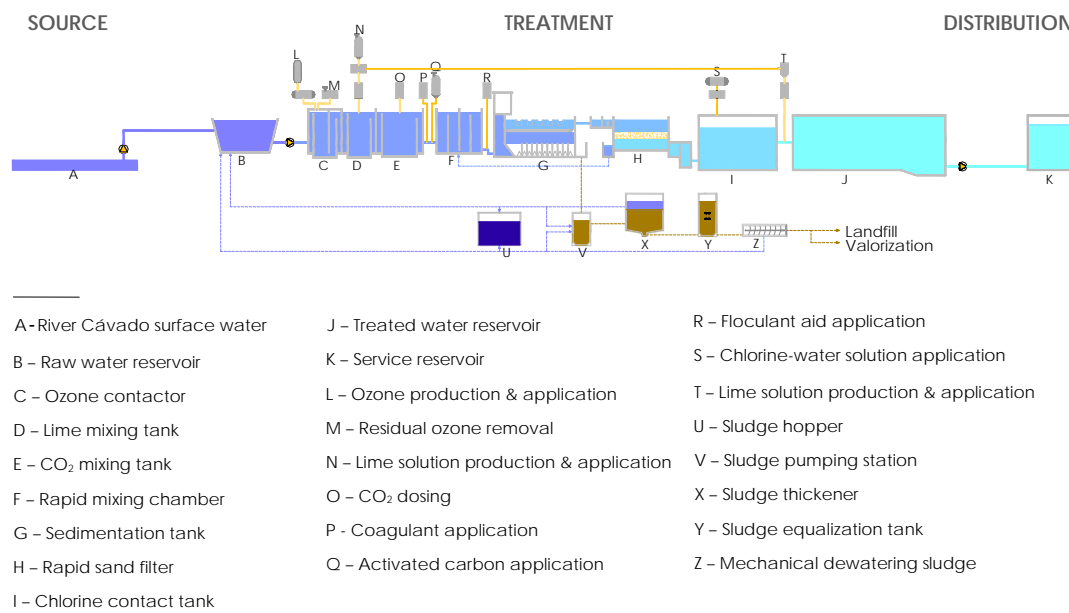 SOURCE
TREATMENT
DISTRIBUTION
N
L
M
O
P
Q
R
S
T
A
B
C
D
E
F
G
H
I
J
K
U
V
X
Y
Z
Landfill
Valorization
A - River Cávado surface water
B – Raw water reservoir
C – Ozone contactor
D – Lime mixing tank
E – CO₂ mixing tank
F – Rapid mixing chamber
G – Sedimentation tank
H – Rapid sand filter
I – Chlorine contact tank
J – Treated water reservoir
K – Service reservoir
L – Ozone production & application
M – Residual ozone removal
N – Lime solution production & application
O – CO₂ dosing
P - Coagulant application
Q – Activated carbon application
R – Floculant aid application
S – Chlorine-water solution application
T – Lime solution production & application
U – Sludge hopper
V – Sludge pumping station
X – Sludge thickener
Y – Sludge equalization tank
Z – Mechanical dewatering sludge